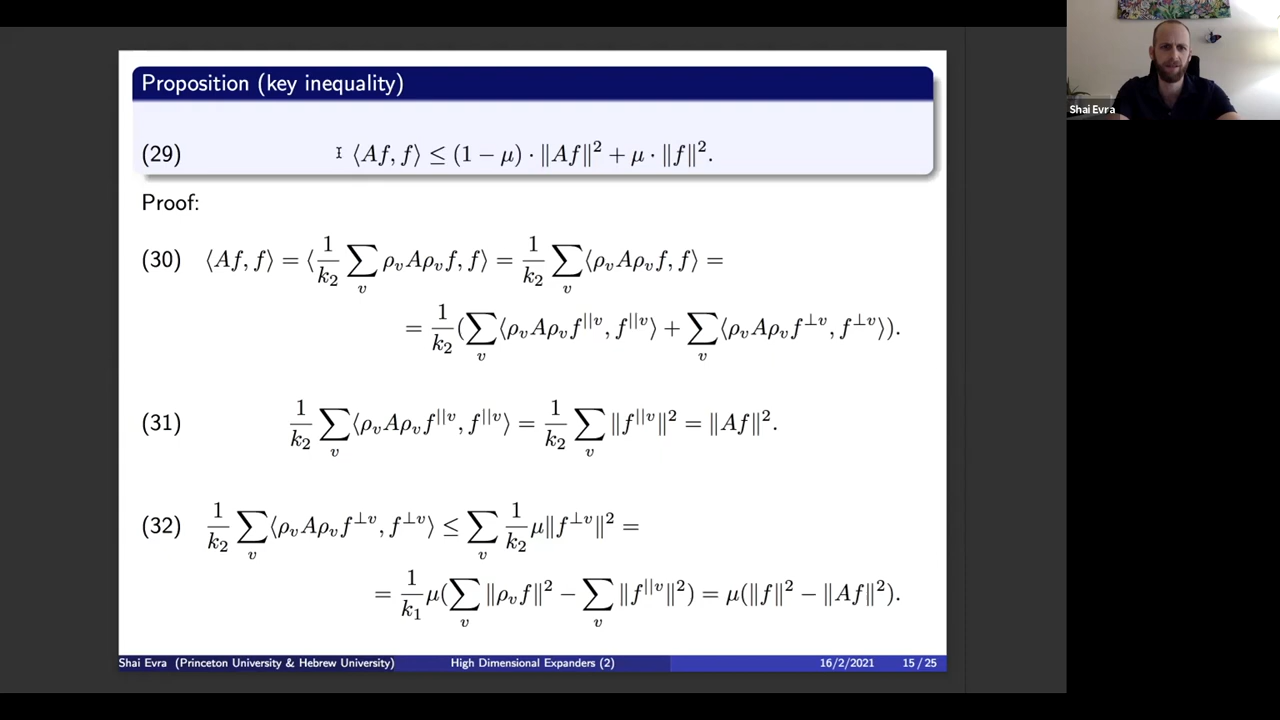 Proposition (key inequality)
(29) ⟨Af, f⟩ ≤ (1 − μ) · ‖Af‖² + μ · ‖f‖².
Proof:
(30) ⟨Af, f⟩ = ⟨1/k₂ ∑_v ρ_v Aρ_v f, f⟩ = 1/k₂ ∑_v ⟨ρ_v Aρ_v f, f⟩ =
= 1/k₂ (∑_v ⟨ρ_v Aρ_v f^{||v}, f^{||v}⟩ + ∑_v ⟨ρ_v Aρ_v f^{⊥v}, f^{⊥v}⟩).
(31) 1/k₂ ∑_v ⟨ρ_v Aρ_v f^{||v}, f^{||v}⟩ = 1/k₂ ∑_v ‖f^{||v}‖² = ‖Af‖².
(32) 1/k₂ ∑_v ⟨ρ_v Aρ_v f^{⊥v}, f^{⊥v}⟩ ≤ ∑_v 1/k₂ μ‖f^{⊥v}‖² =
= 1/k₁ μ(∑_v ‖ρ_v f‖² − ∑_v ‖f^{||v}‖²) = μ(‖f‖² − ‖Af‖²).
Shai Evra (Princeton University & Hebrew University) High Dimensional Expanders (2) 16/2/2021 15 / 25
Shai Evra